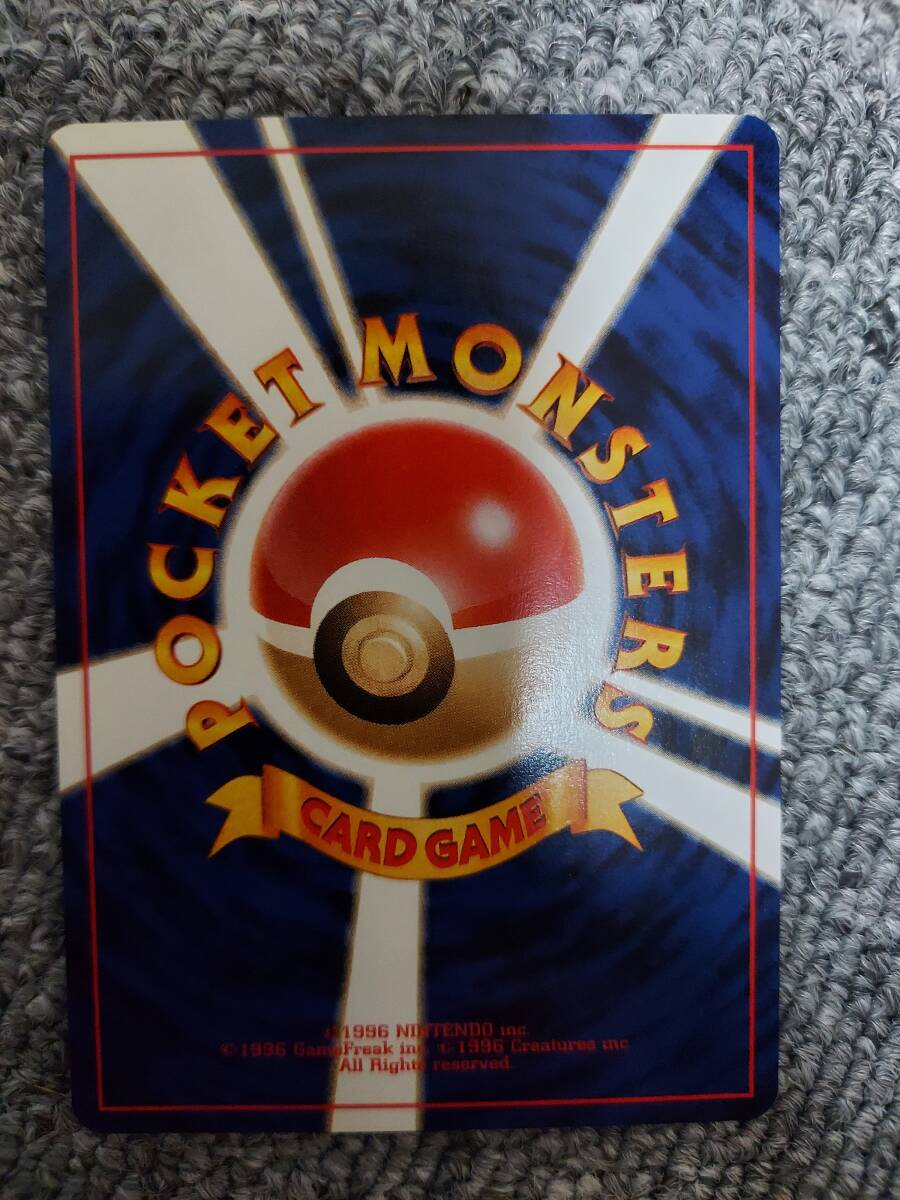 POCKET MONSTERS
CARD GAME
©1996 NINTENDO inc.
©1996 GameFreak inc. ©1996 Creatures inc
All Rights reserved.